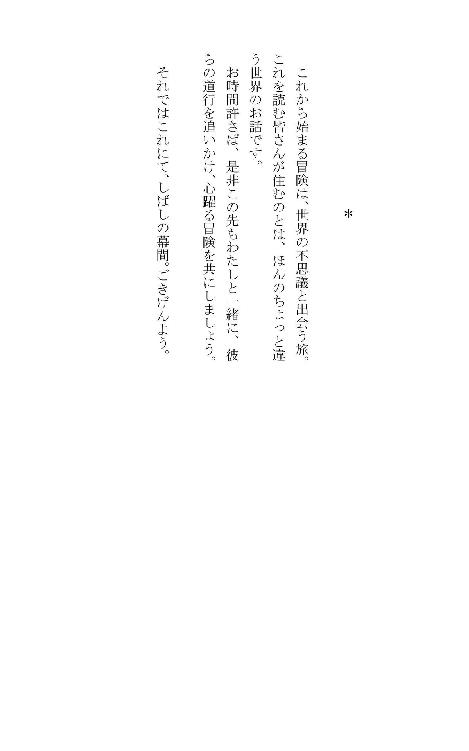 ＊
これから始まる冒険は、世界の不思議と出会う旅。
これを読む皆さんが住むのとは、ほんのちょっと違
う世界のお話です。
お時間許さば、是非この先もわたしと一緒に、彼
らの道行を追いかけ、心躍る冒険を共にしましょう。
それではこれにて、しばしの幕間。ごきげんよう。